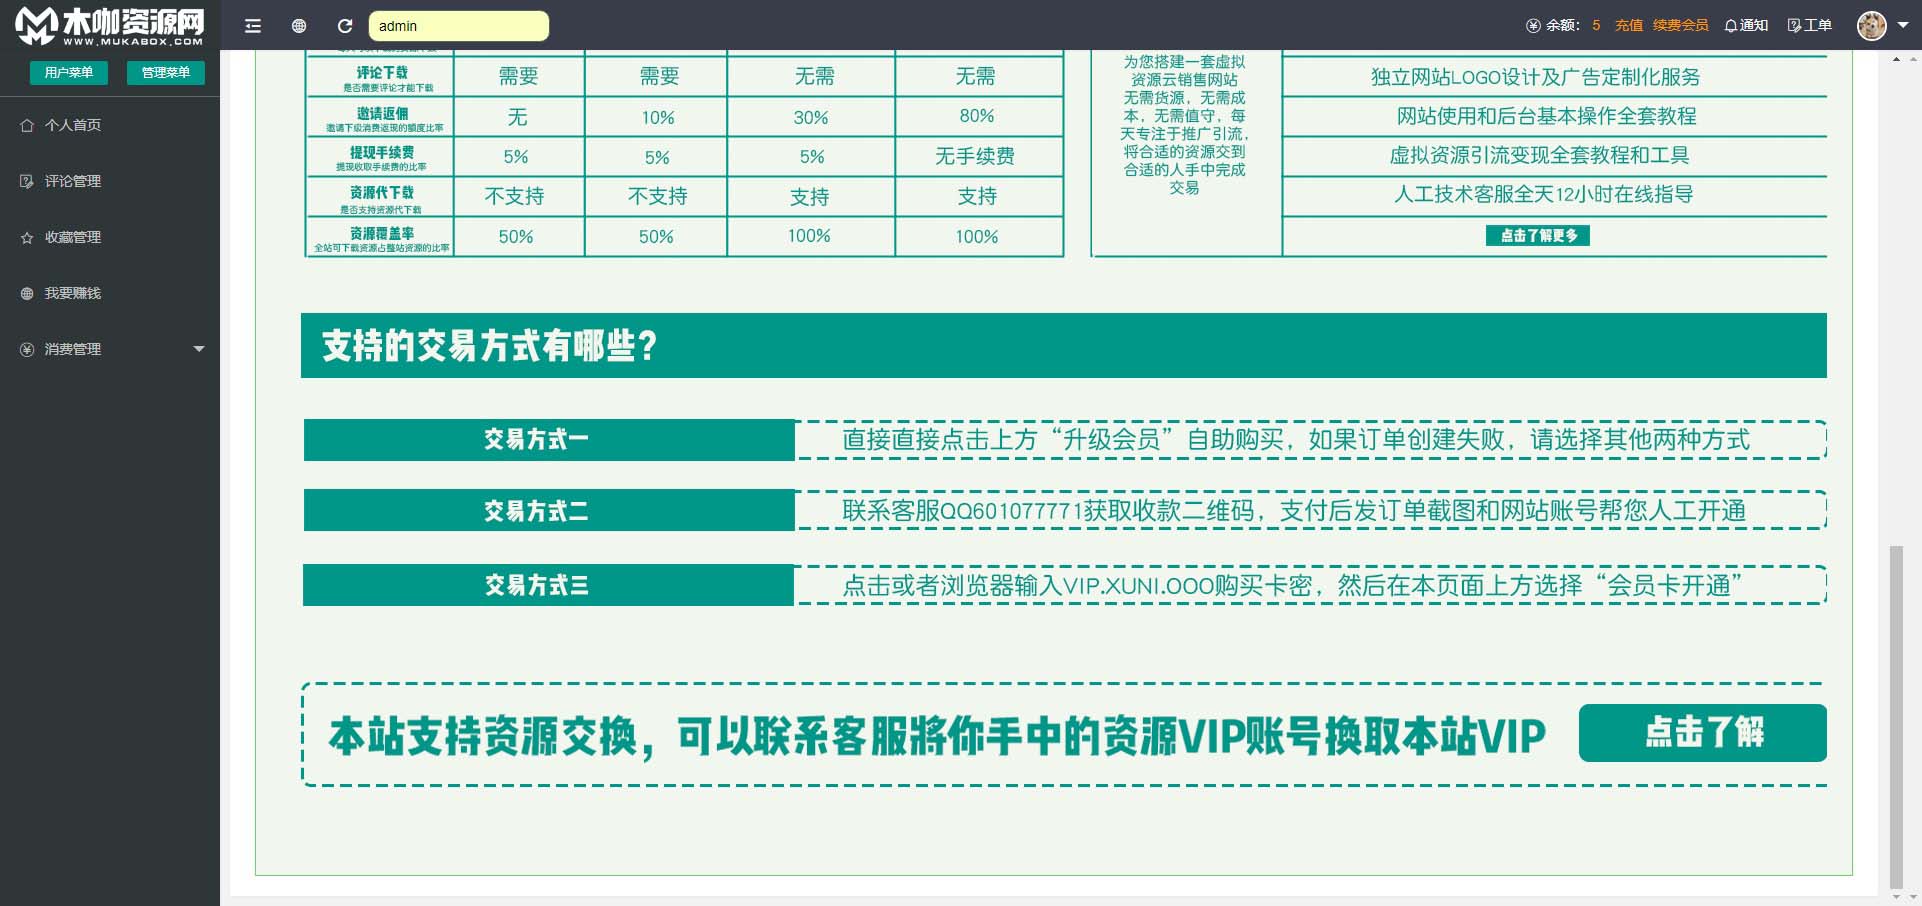 木咖资源网
WWW.MUKABOX.COM
admin
余额： 5 充值 续费会员 通知 工单
用户菜单 管理菜单
个人首页
评论管理
收藏管理
我要赚钱
消费管理
评论下载 需要 需要 无需 无需
是否需要评论才能下载
邀请返佣 无 10% 30% 80%
邀请下级消费返现的额度比率
提现手续费 5% 5% 5% 无手续费
提现收取手续费的比率
资源代下载 不支持 不支持 支持 支持
是否支持资源代下载
资源覆盖率 50% 50% 100% 100%
全站可下载资源占整站资源的比率
为您搭建一套虚拟
资源云销售网站
无需货源，无需成
本，无需值守，每
天专注于推广引流，
将合适的资源交到
合适的人手中完成
交易
独立网站LOGO设计及广告定制化服务
网站使用和后台基本操作全套教程
虚拟资源引流变现全套教程和工具
人工技术客服全天12小时在线指导
点击了解更多
支持的交易方式有哪些？
交易方式一 直接直接点击上方“升级会员”自助购买，如果订单创建失败，请选择其他两种方式
交易方式二 联系客服QQ601077771获取收款二维码，支付后发订单截图和网站账号帮您人工开通
交易方式三 点击或者浏览器输入VIP.XUNI.OOO购买卡密，然后在本页面上方选择“会员卡开通”
本站支持资源交换，可以联系客服将你手中的资源VIP账号换取本站VIP 点击了解